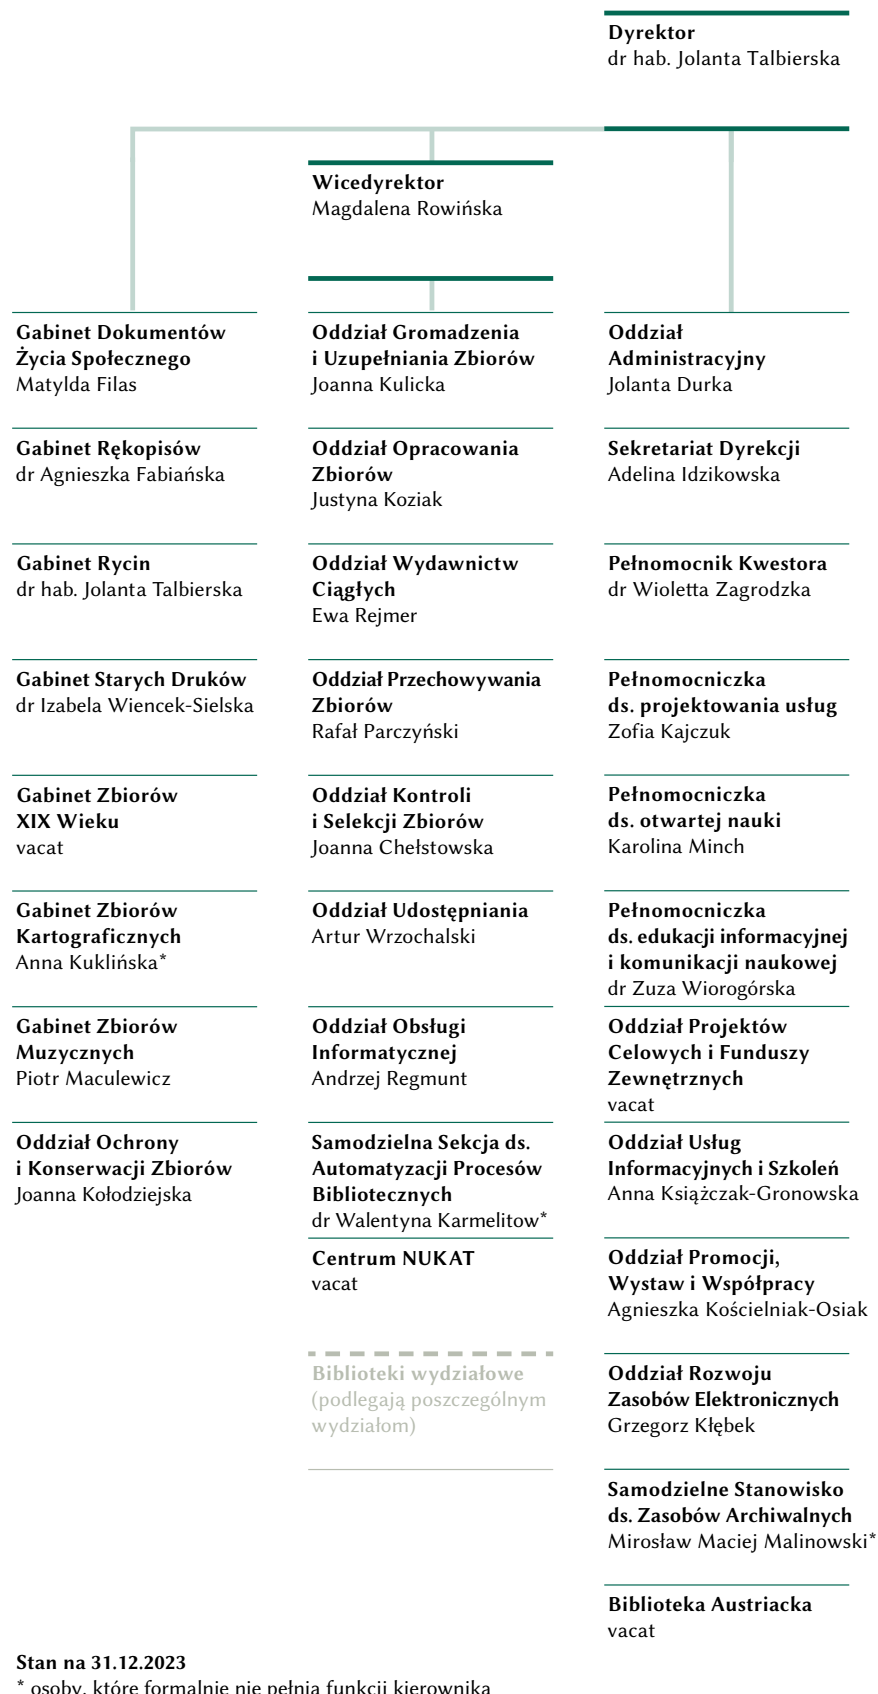 Dyrektor
dr hab. Jolanta Talbierska
Wicedyrektor
Magdalena Rowińska
Gabinet Dokumentów
Życia Społecznego
Matylda Filas
Gabinet Rękopisów
dr Agnieszka Fabiańska
Gabinet Rycin
dr hab. Jolanta Talbierska
Gabinet Starych Druków
dr Izabela Wiencek-Sielska
Gabinet Zbiorów
XIX Wieku
vacat
Gabinet Zbiorów
Kartograficznych
Anna Kuklińska*
Gabinet Zbiorów
Muzycznych
Piotr Maculewicz
Oddział Ochrony
i Konserwacji Zbiorów
Joanna Kołodziejska
Oddział Gromadzenia
i Uzupełniania Zbiorów
Joanna Kulicka
Oddział Opracowania
Zbiorów
Justyna Koziak
Oddział Wydawnictw
Ciągłych
Ewa Rejmer
Oddział Przechowywania
Zbiorów
Rafał Parczyński
Oddział Kontroli
i Selekcji Zbiorów
Joanna Chełstowska
Oddział Udostępniania
Artur Wrzochalski
Oddział Obsługi
Informatycznej
Andrzej Regmunt
Samodzielna Sekcja ds.
Automatyzacji Procesów
Bibliotecznych
dr Walentyna Karmelitow*
Centrum NUKAT
vacat
Biblioteki wydziałowe
(podlegają poszczególnym
wydziałom)
Oddział
Administracyjny
Jolanta Durka
Sekretariat Dyrekcji
Adelina Idzikowska
Pełnomocnik Kwestora
dr Wioletta Zagrodzka
Pełnomocniczka
ds. projektowania usług
Zofia Kajczuk
Pełnomocniczka
ds. otwartej nauki
Karolina Minch
Pełnomocniczka
ds. edukacji informacyjnej
i komunikacji naukowej
dr Zuza Wiorogórska
Oddział Projektów
Celowych i Funduszy
Zewnętrznych
vacat
Oddział Usług
Informacyjnych i Szkoleń
Anna Książczak-Gronowska
Oddział Promocji,
Wystaw i Współpracy
Agnieszka Kościelniak-Osiak
Oddział Rozwoju
Zasobów Elektronicznych
Grzegorz Kłębek
Samodzielne Stanowisko
ds. Zasobów Archiwalnych
Mirosław Maciej Malinowski*
Biblioteka Austriacka
vacat
Stan na 31.12.2023
* osoby, które formalnie nie pełnią funkcji kierownika